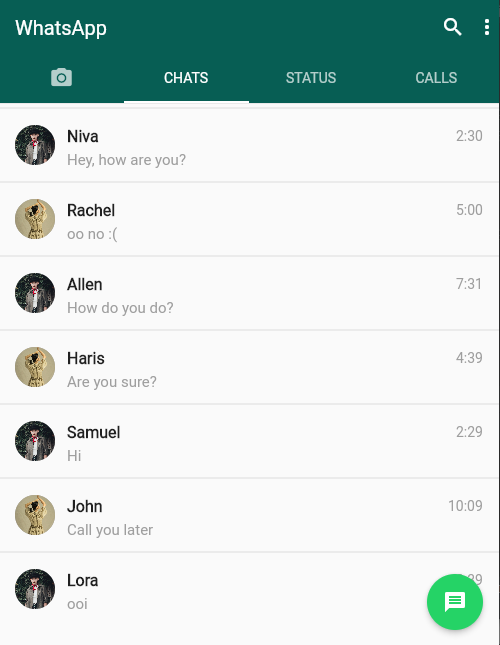 WhatsApp
CHATS STATUS CALLS
Niva 2:30
Hey, how are you?
Rachel 5:00
oo no :(
Allen 7:31
How do you do?
Haris 4:39
Are you sure?
Samuel 2:29
Hi
John 10:09
Call you later
Lora
ooi